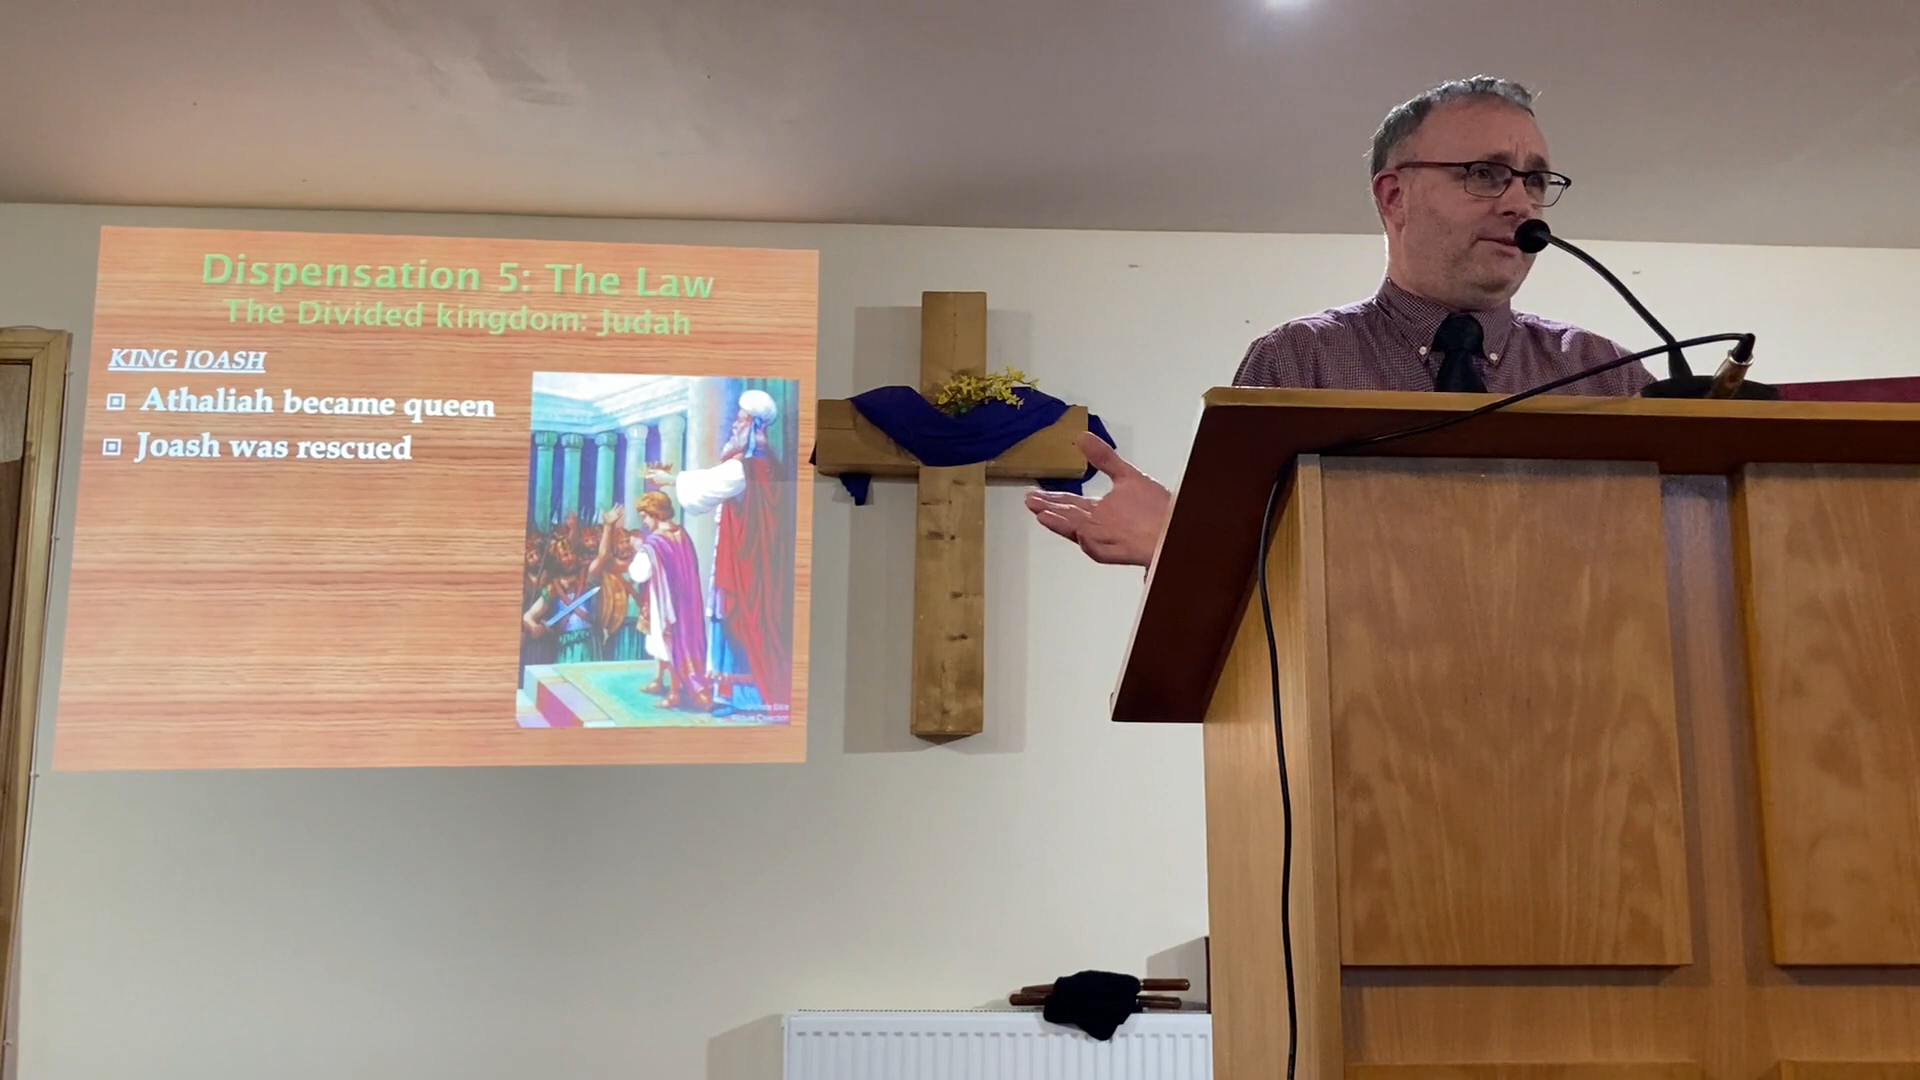 Dispensation 5: The Law
The Divided kingdom: Judah
KING JOASH
Athaliah became queen
Joash was rescued